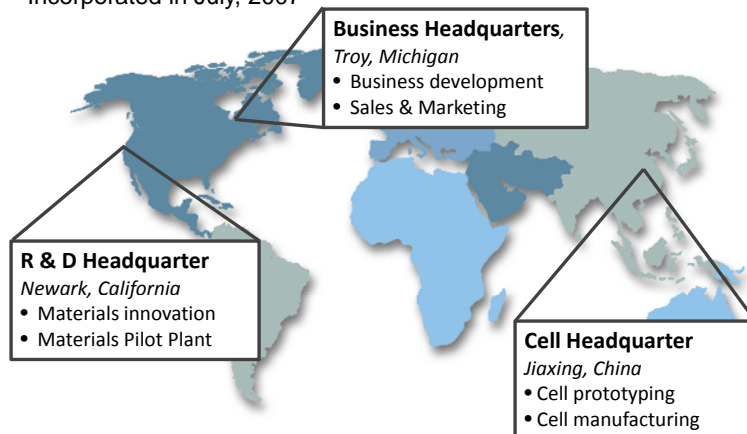 Incorporated in July, 2007
Business Headquarters,
Troy, Michigan
• Business development
• Sales & Marketing
R & D Headquarter
Newark, California
• Materials innovation
• Materials Pilot Plant
Cell Headquarter
Jiaxing, China
• Cell prototyping
• Cell manufacturing